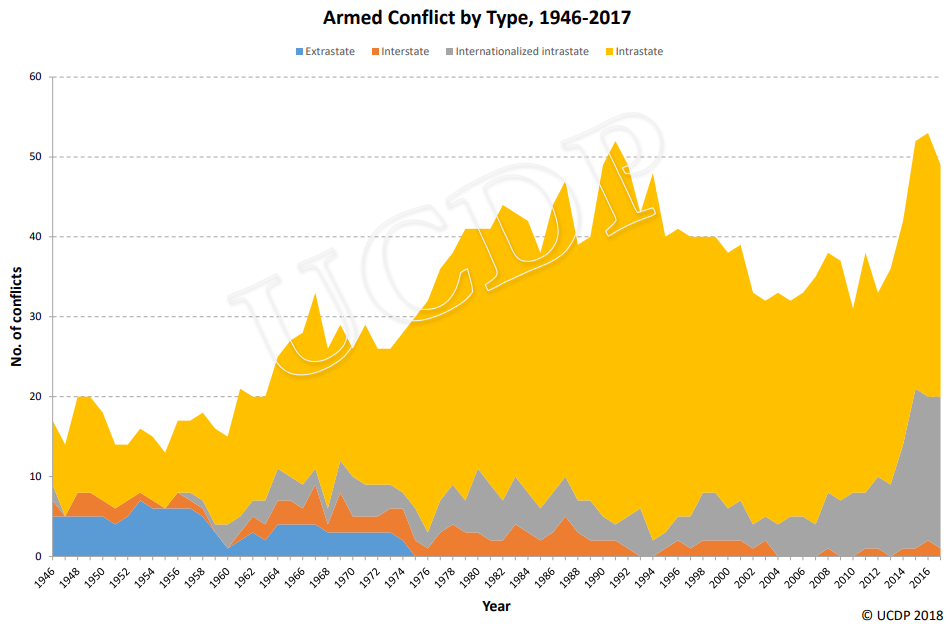 Armed Conflict by Type, 1946-2017
Extrastate Interstate Internationalized intrastate Intrastate
60
50
40
30
20
10
0
No. of conflicts
UCDP
1946 1948 1950 1952 1954 1956 1958 1960 1962 1964 1966 1968 1970 1972 1974 1976 1978 1980 1982 1984 1986 1988 1990 1992 1994 1996 1998 2000 2002 2004 2006 2008 2010 2012 2014 2016
Year
© UCDP 2018